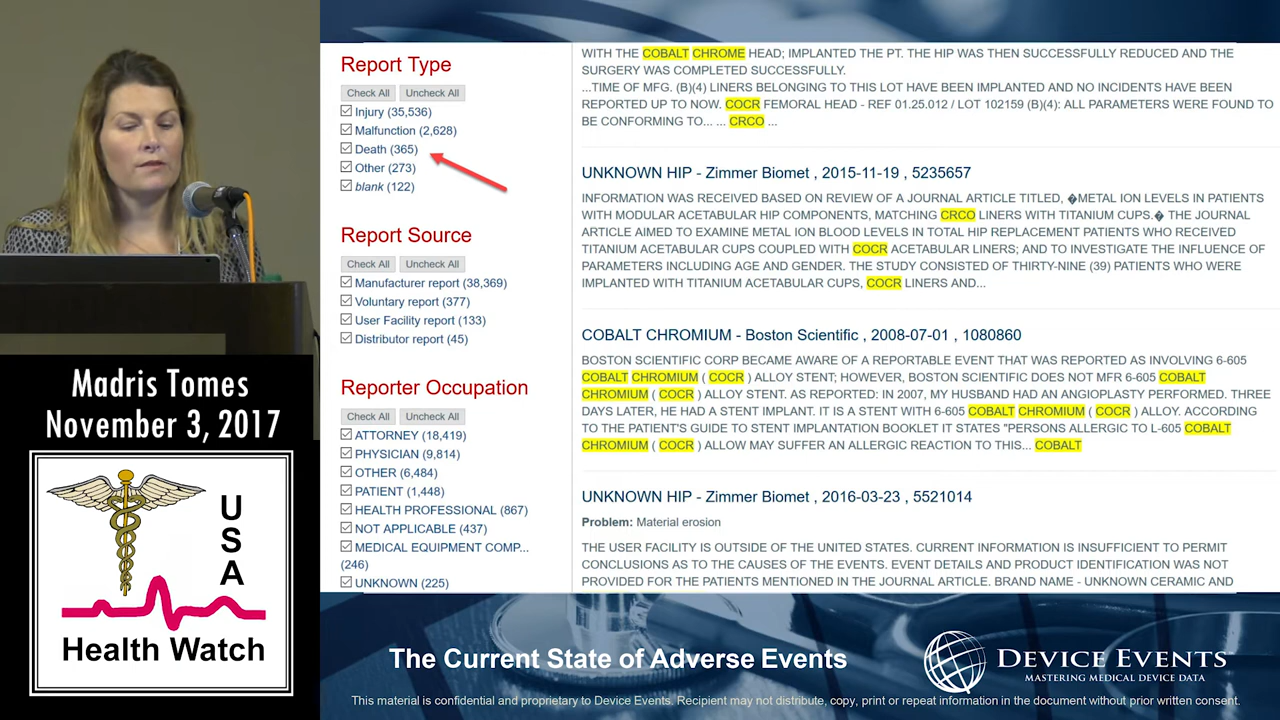 Madris Tomes
November 3, 2017
USA
Health Watch
Report Type
Check All Uncheck All
Injury (35,536)
Malfunction (2,628)
Death (365)
Other (273)
blank (122)
Report Source
Check All Uncheck All
Manufacturer report (38,369)
Voluntary report (377)
User Facility report (133)
Distributor report (45)
Reporter Occupation
Check All Uncheck All
ATTORNEY (18,419)
PHYSICIAN (9,814)
OTHER (6,484)
PATIENT (1,448)
HEALTH PROFESSIONAL (867)
NOT APPLICABLE (437)
MEDICAL EQUIPMENT COMP...
(246)
UNKNOWN (225)
WITH THE COBALT CHROME HEAD; IMPLANTED THE PT. THE HIP WAS THEN SUCCESSFULLY REDUCED AND THE
SURGERY WAS COMPLETED SUCCESSFULLY.
...TIME OF MFG. (B)(4) LINERS BELONGING TO THIS LOT HAVE BEEN IMPLANTED AND NO INCIDENTS HAVE BEEN
REPORTED UP TO NOW. COCR FEMORAL HEAD - REF 01.25.012 / LOT 102159 (B)(4): ALL PARAMETERS WERE FOUND TO
BE CONFORMING TO... ... CRCO ...
UNKNOWN HIP - Zimmer Biomet , 2015-11-19 , 5235657
INFORMATION WAS RECEIVED BASED ON REVIEW OF A JOURNAL ARTICLE TITLED, �METAL ION LEVELS IN PATIENTS
WITH MODULAR ACETABULAR HIP COMPONENTS, MATCHING CRCO LINERS WITH TITANIUM CUPS.� THE JOURNAL
ARTICLE AIMED TO EXAMINE METAL ION BLOOD LEVELS IN TOTAL HIP REPLACEMENT PATIENTS WHO RECEIVED
TITANIUM ACETABULAR CUPS COUPLED WITH COCR ACETABULAR LINERS; AND TO INVESTIGATE THE INFLUENCE OF
PARAMETERS INCLUDING AGE AND GENDER. THE STUDY CONSISTED OF THIRTY-NINE (39) PATIENTS WHO WERE
IMPLANTED WITH TITANIUM ACETABULAR CUPS, COCR LINERS AND...
COBALT CHROMIUM - Boston Scientific , 2008-07-01 , 1080860
BOSTON SCIENTIFIC CORP BECAME AWARE OF A REPORTABLE EVENT THAT WAS REPORTED AS INVOLVING 6-605
COBALT CHROMIUM ( COCR ) ALLOY STENT; HOWEVER, BOSTON SCIENTIFIC DOES NOT MFR 6-605 COBALT
CHROMIUM ( COCR ) ALLOY STENT. AS REPORTED: IN 2007, MY HUSBAND HAD AN ANGIOPLASTY PERFORMED. THREE
DAYS LATER, HE HAD A STENT IMPLANT. IT IS A STENT WITH 6-605 COBALT CHROMIUM ( COCR ) ALLOY. ACCORDING
TO THE PATIENT'S GUIDE TO STENT IMPLANTATION BOOKLET IT STATES "PERSONS ALLERGIC TO L-605 COBALT
CHROMIUM ( COCR ) ALLOW MAY SUFFER AN ALLERGIC REACTION TO THIS... COBALT
UNKNOWN HIP - Zimmer Biomet , 2016-03-23 , 5521014
Problem: Material erosion
THE USER FACILITY IS OUTSIDE OF THE UNITED STATES. CURRENT INFORMATION IS INSUFFICIENT TO PERMIT
CONCLUSIONS AS TO THE CAUSES OF THE EVENTS. EVENT DETAILS AND PRODUCT IDENTIFICATION WAS NOT
PROVIDED FOR THE PATIENTS MENTIONED IN THE JOURNAL ARTICLE. BRAND NAME - UNKNOWN CERAMIC AND
The Current State of Adverse Events
DEVICE EVENTS™
MASTERING MEDICAL DEVICE DATA
This material is confidential and proprietary to Device Events. Recipient may not distribute, copy, print or repeat information in the document without prior written consent.